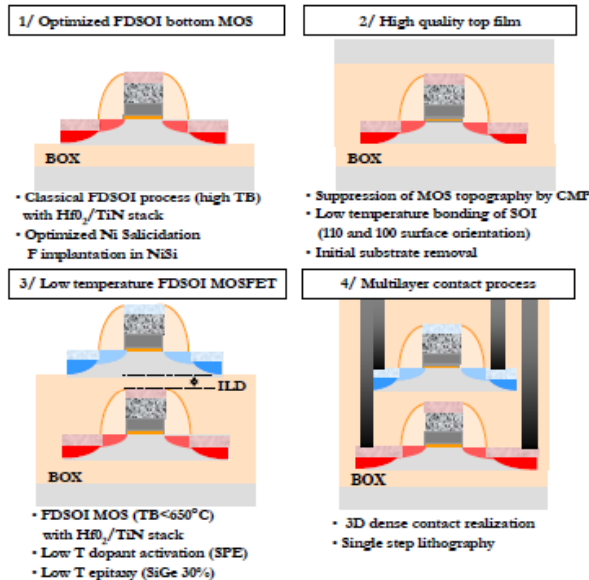 1/ Optimized FDSOI bottom MOS
BOX
• Classical FDSOI process (high TB)
with Hf0₂/TiN stack
• Optimized Ni Salicidation
F implantation in NiSi
2/ High quality top film
BOX
• Suppression of MOS topography by CMP
• Low temperature bonding of SOI
(110 and 100 surface orientation)
• Initial substrate removal
3/ Low temperature FDSOI MOSFET
ILD
BOX
• FDSOI MOS (TB<650°C)
with Hf0₂/TiN stack
• Low T dopant activation (SPE)
• Low T epitaxy (SiGe 30%)
4/ Multilayer contact process
BOX
• 3D dense contact realization
• Single step lithography